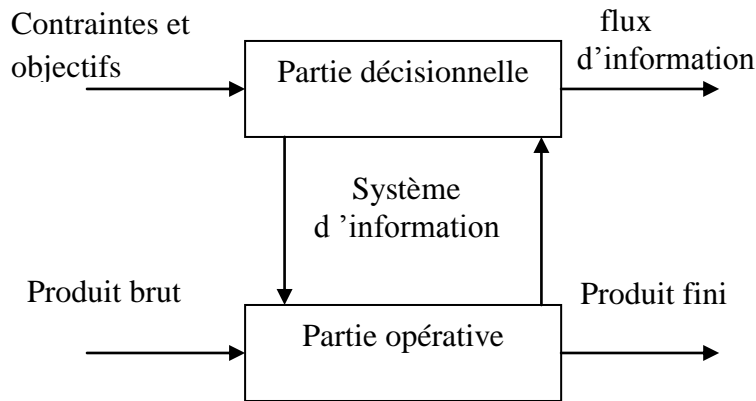 Contraintes et
objectifs
Partie décisionnelle
flux
d’information
Système
d ’information
Produit brut
Partie opérative
Produit fini